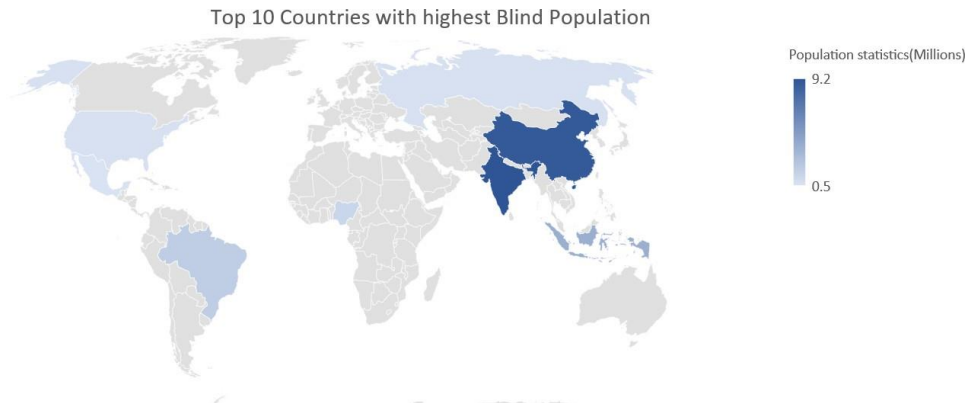 Top 10 Countries with highest Blind Population
Population statistics(Millions)
9.2
0.5